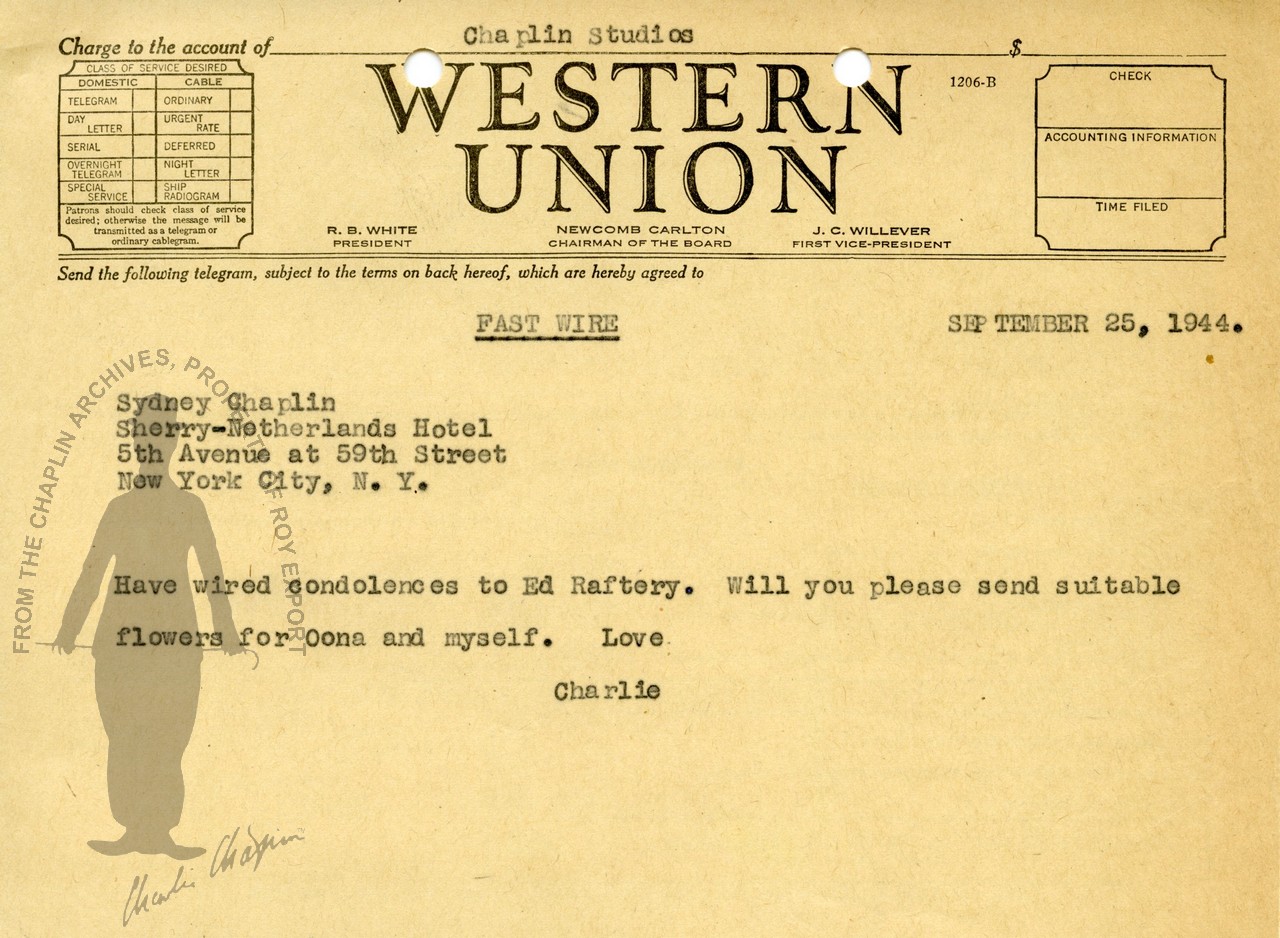 Charge to the account of Chaplin Studios $
CLASS OF SERVICE DESIRED
DOMESTIC CABLE
TELEGRAM ORDINARY
DAY LETTER URGENT RATE
SERIAL DEFERRED
OVERNIGHT TELEGRAM NIGHT LETTER
SPECIAL SERVICE SHIP RADIOGRAM
Patrons should check class of service
desired; otherwise the message will be
transmitted as a telegram or
ordinary cablegram.
WESTERN
UNION
1206-B
CHECK
ACCOUNTING INFORMATION
TIME FILED
R. B. WHITE
PRESIDENT
NEWCOMB CARLTON
CHAIRMAN OF THE BOARD
J. C. WILLEVER
FIRST VICE-PRESIDENT
Send the following telegram, subject to the terms on back hereof, which are hereby agreed to
FAST WIRE
SEPTEMBER 25, 1944.
Sydney Chaplin
Sherry-Netherlands Hotel
5th Avenue at 59th Street
New York City, N. Y.
Have wired condolences to Ed Raftery. Will you please send suitable
flowers for Oona and myself. Love
Charlie
FROM THE CHAPLIN ARCHIVES, PROPERTY OF ROY EXPORT
Charlie Chaplin